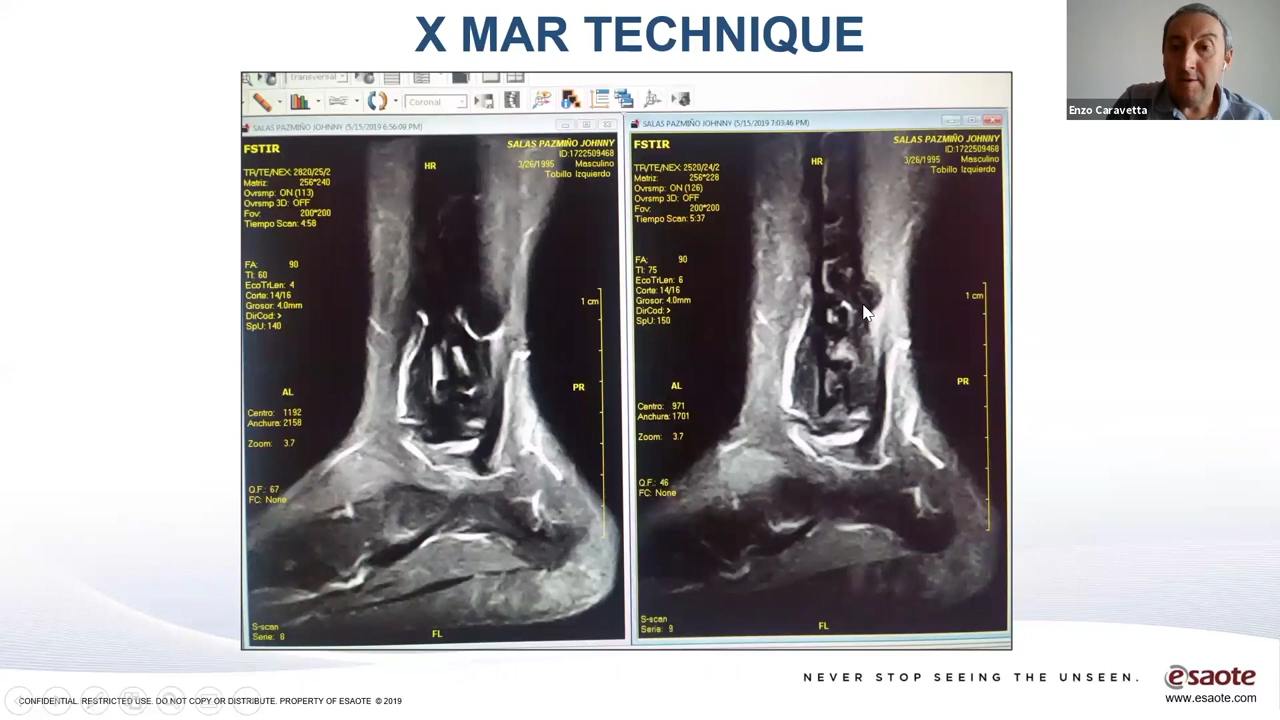 X MAR TECHNIQUE
Enzo Caravetta
Transversal
Coronal
SALAS PAZMIÑO JOHNNY (5/15/2019 6:56:09 PM)
FSTIR
SALAS PAZMIÑO JOHNNY
ID:1722509468
3/26/1995 Masculino
Tobillo Izquierdo
HR
TR/TE/NEX: 2820/25/2
Matriz: 256*240
Ovrsmp: ON (113)
Ovrsmp 3D: OFF
Fov: 200*200
Tiempo Scan: 4:58
FA: 90
TI: 60
EcoTrLen: 4
Corte: 14/16
Grosor: 4.0mm
DirCod: >
SpU: 140
1 cm
AL
PR
Centro: 1192
Anchura: 2158
Zoom: 3.7
Q.F.: 67
FC: None
S-scan
Serie: 8
FL
SALAS PAZMIÑO JOHNNY (5/15/2019 7:03:46 PM)
FSTIR
SALAS PAZMIÑO JOHNNY
ID:1722509468
3/26/1995 Masculino
Tobillo Izquierdo
HR
TR/TE/NEX: 2520/24/2
Matriz: 256*228
Ovrsmp: ON (126)
Ovrsmp 3D: OFF
Fov: 200*200
Tiempo Scan: 5:37
FA: 90
TI: 75
EcoTrLen: 6
Corte: 14/16
Grosor: 4.0mm
DirCod: >
SpU: 150
1 cm
AL
PR
Centro: 971
Anchura: 1701
Zoom: 3.7
Q.F.: 46
FC: None
S-scan
Serie: 9
FL
NEVER STOP SEEING THE UNSEEN.
esaote
www.esaote.com
CONFIDENTIAL. RESTRICTED USE. DO NOT COPY OR DISTRIBUTE. PROPERTY OF ESAOTE © 2019